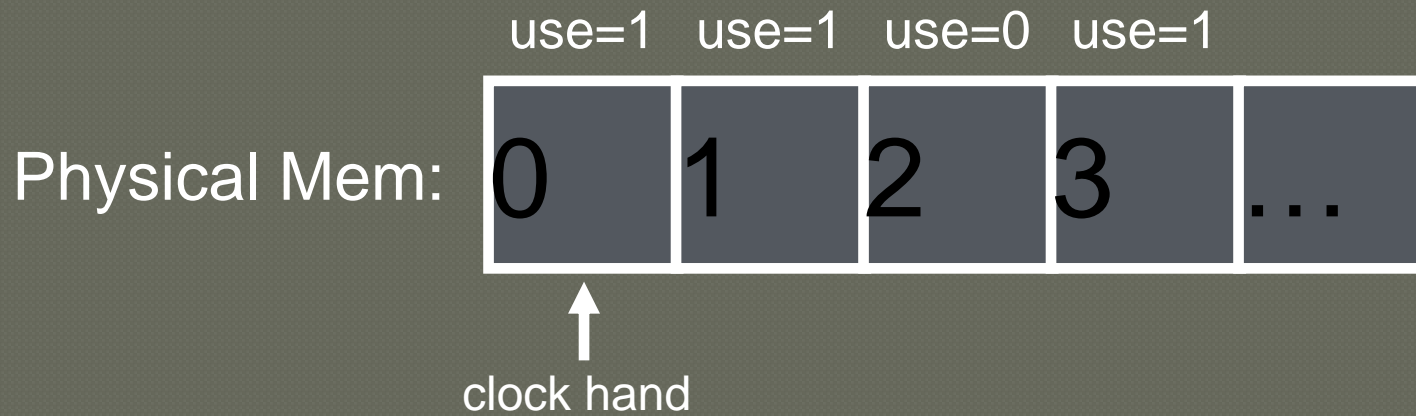 use=1 use=1 use=0 use=1
Physical Mem: 0 1 2 3 …
clock hand